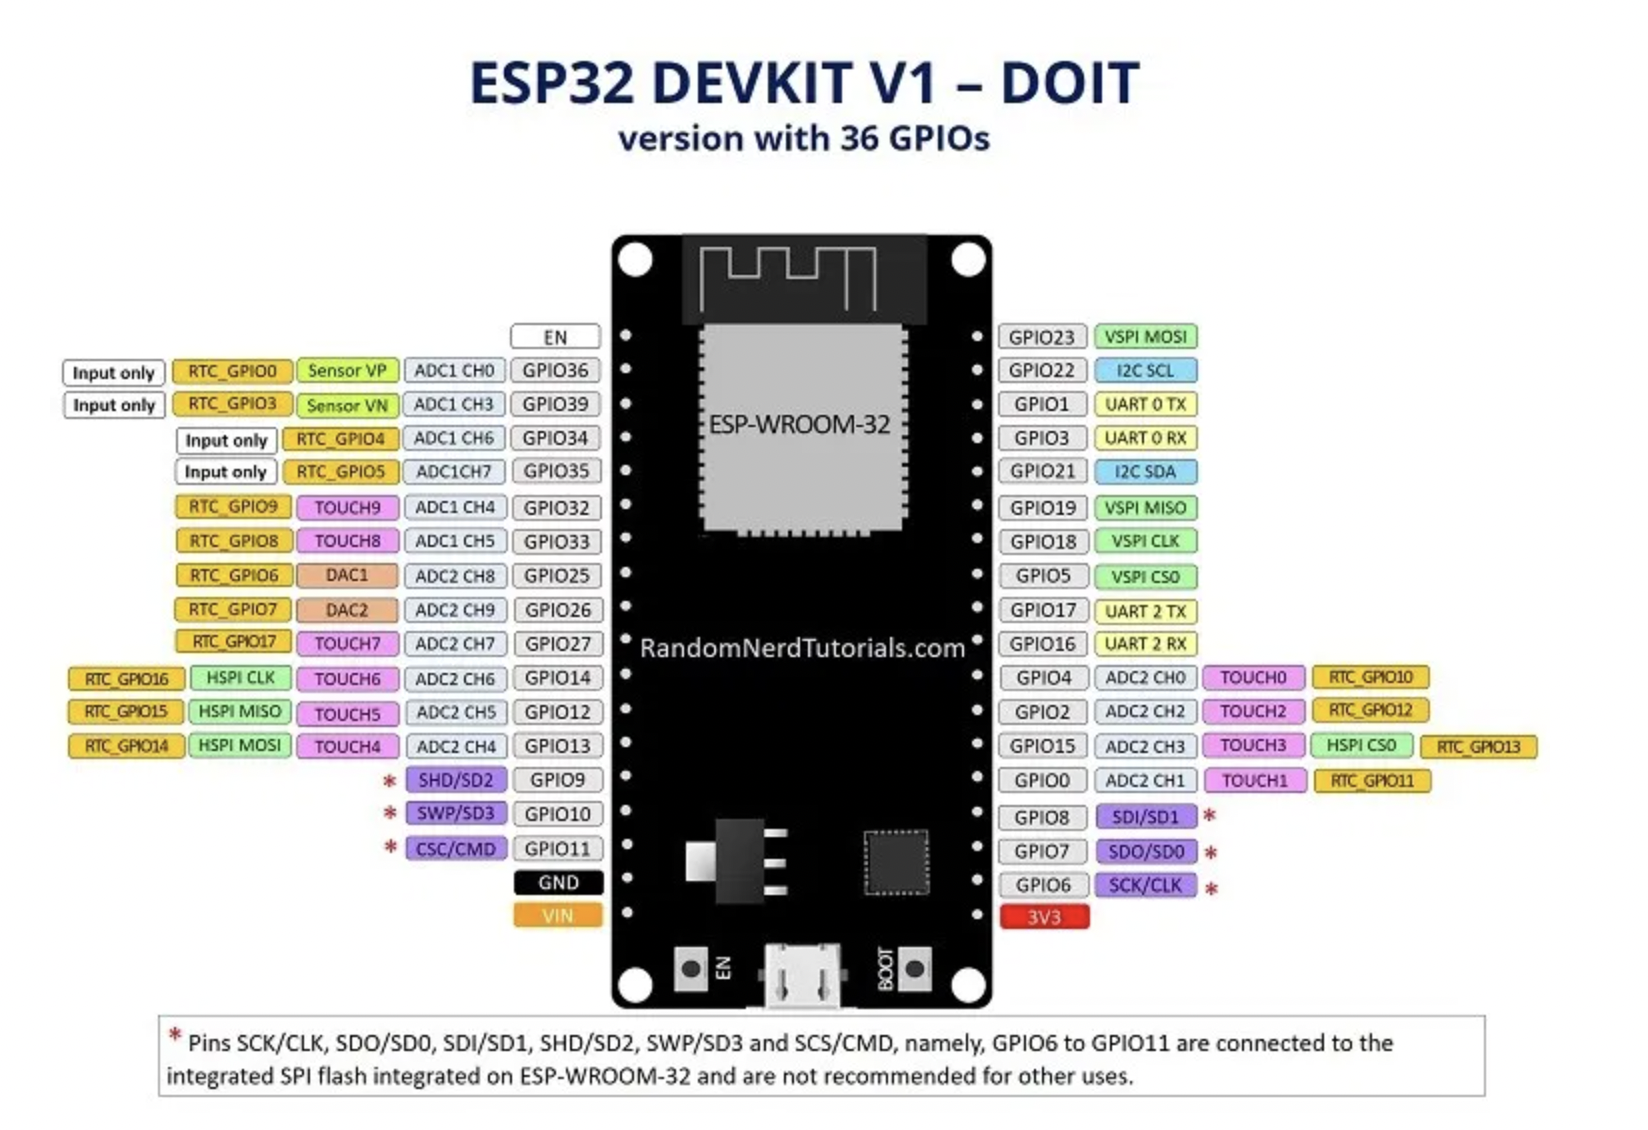 ESP32 DEVKIT V1 – DOIT
version with 36 GPIOs
EN
Input only RTC_GPIO0 Sensor VP ADC1 CH0 GPIO36
Input only RTC_GPIO3 Sensor VN ADC1 CH3 GPIO39
Input only RTC_GPIO4 ADC1 CH6 GPIO34
Input only RTC_GPIO5 ADC1CH7 GPIO35
RTC_GPIO9 TOUCH9 ADC1 CH4 GPIO32
RTC_GPIO8 TOUCH8 ADC1 CH5 GPIO33
RTC_GPIO6 DAC1 ADC2 CH8 GPIO25
RTC_GPIO7 DAC2 ADC2 CH9 GPIO26
RTC_GPIO17 TOUCH7 ADC2 CH7 GPIO27
RTC_GPIO16 HSPI CLK TOUCH6 ADC2 CH6 GPIO14
RTC_GPIO15 HSPI MISO TOUCH5 ADC2 CH5 GPIO12
RTC_GPIO14 HSPI MOSI TOUCH4 ADC2 CH4 GPIO13
* SHD/SD2 GPIO9
* SWP/SD3 GPIO10
* CSC/CMD GPIO11
GND
VIN
ESP-WROOM-32
RandomNerdTutorials.com
EN
BOOT
GPIO23 VSPI MOSI
GPIO22 I2C SCL
GPIO1 UART 0 TX
GPIO3 UART 0 RX
GPIO21 I2C SDA
GPIO19 VSPI MISO
GPIO18 VSPI CLK
GPIO5 VSPI CS0
GPIO17 UART 2 TX
GPIO16 UART 2 RX
GPIO4 ADC2 CH0 TOUCH0 RTC_GPIO10
GPIO2 ADC2 CH2 TOUCH2 RTC_GPIO12
GPIO15 ADC2 CH3 TOUCH3 HSPI CS0 RTC_GPIO13
GPIO0 ADC2 CH1 TOUCH1 RTC_GPIO11
GPIO8 SDI/SD1 *
GPIO7 SDO/SD0 *
GPIO6 SCK/CLK *
3V3
* Pins SCK/CLK, SDO/SD0, SDI/SD1, SHD/SD2, SWP/SD3 and SCS/CMD, namely, GPIO6 to GPIO11 are connected to the
integrated SPI flash integrated on ESP-WROOM-32 and are not recommended for other uses.